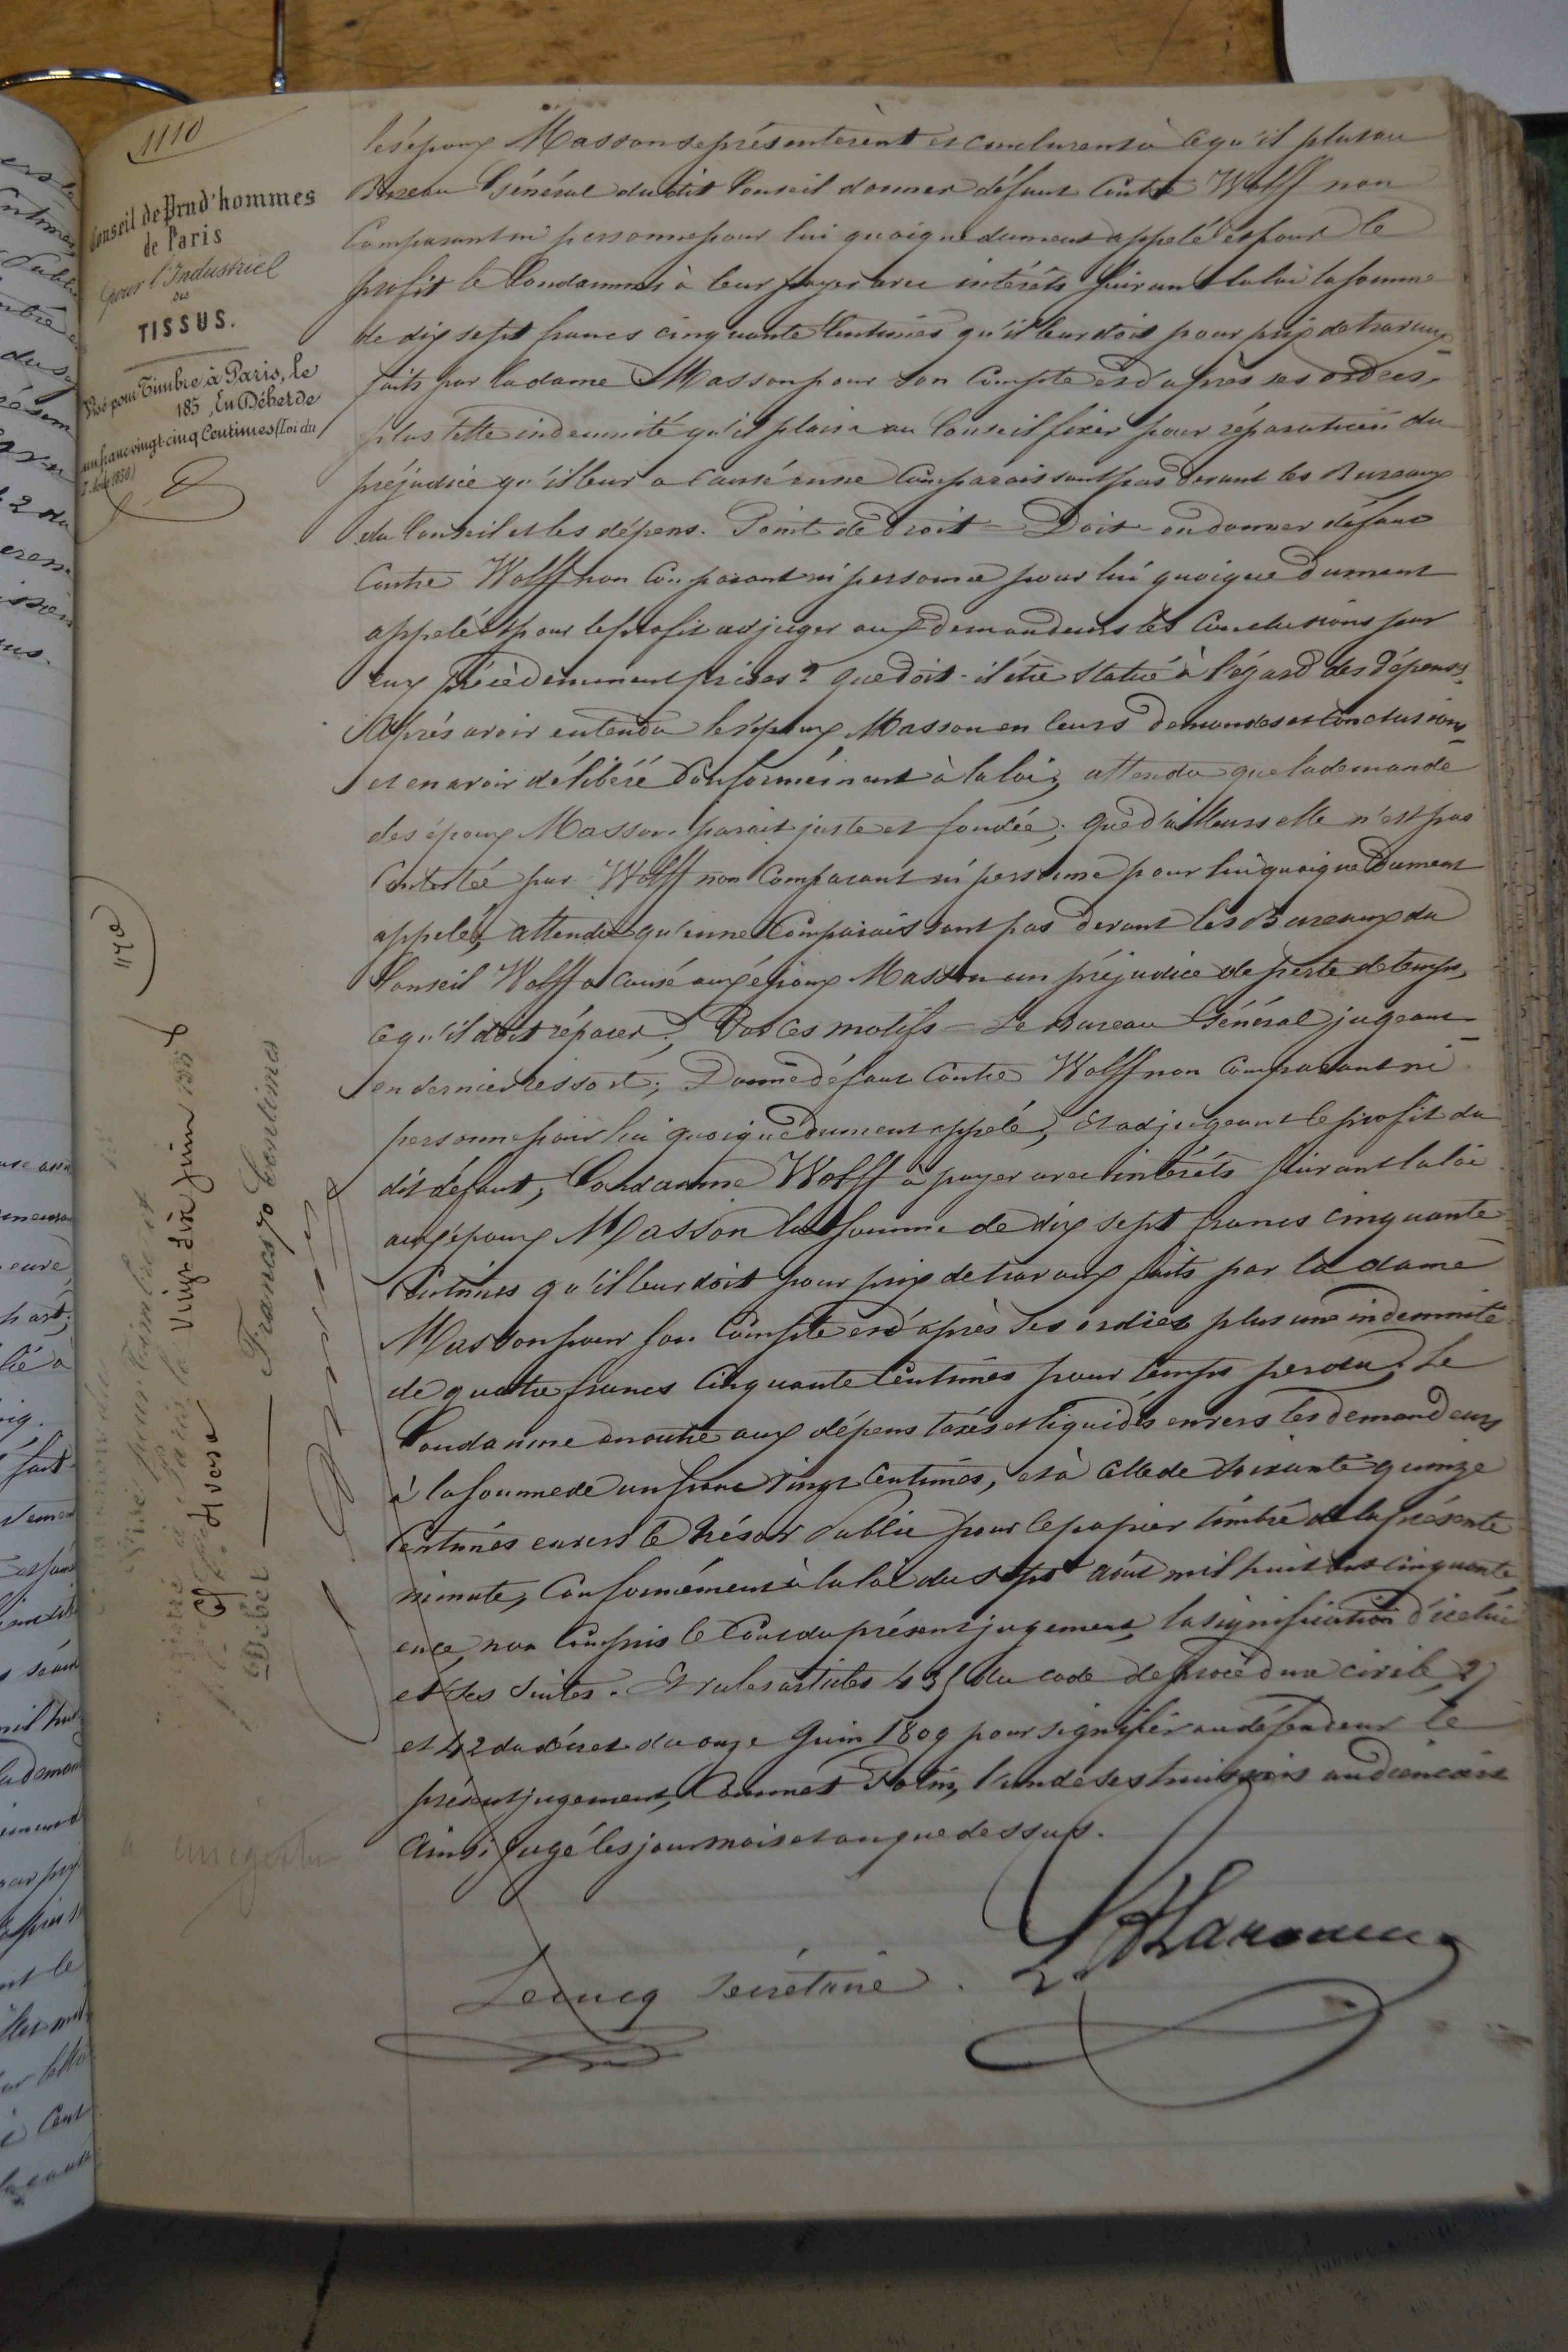 1110
Conseil de Prud'hommes
de Paris
pour l'Industriel
des
TISSUS.
Visé pour Timbre à Paris, le
185 , En Débet de
un franc vingt-cinq Centimes (Loi du
7 Août 1850)
les époux Masson se présentèrent et conclurent à ce qu'il plut au
Bureau Général du dit Conseil donner défaut contre Wolff non
comparant ni personne pour lui quoique dument appelé et pour le
profit le Condamner à leur payer avec intérêts suivant la loi la somme
de dix sept francs cinquante centimes qu'il leur doit pour prix de travaux
faits par la dame Masson pour son compte et d'après ses ordres
plus telle indemnité qu'il plaira au Conseil fixer pour réparation du
préjudice qu'il leur a causé en ne comparaissant pas devant les Bureaux
du Conseil et les dépens. Point de droit – Doit-on donner défaut
contre Wolff non comparant ni personne pour lui quoique dument
appelé et pour le profit adjuger aux demandeurs les conclusions par
eux précèdemment prises? Que doit-il être statué à l'égard des dépens?
Après avoir entendu les époux Masson en leurs demandes et conclusions
et en avoir délibéré conformément à la loi; attendu que la demande
des époux Masson parait juste et fondée; que d'ailleurs elle n'est pas
contestée par Wolff non comparant ni personne pour lui quoique dument
appelé; attendu qu'en ne comparaissant pas devant les Bureaux du
Conseil Wolff a causé aux époux Masson un préjudice de perte de temps,
ce qu'il doit réparer; Par ces motifs – Le Bureau Général jugeant
en dernier ressort; Donne défaut contre Wolff non comparant ni
personne pour lui quoique dument appelé; Et adjugeant le profit du
dit défaut; Condamne Wolff à payer avec intérêts suivant la loi
aux époux Masson la somme de dix sept francs cinquante
Centimes qu'il leur doit pour prix de travaux faits par la dame
Masson pour son compte et d'après ses ordres plus une indemnité
de quatre francs cinquante Centimes pour temps perdu; Le
Condamne en outre aux dépens taxés et liquidés envers les demandeurs
à la somme de un franc vingt centimes, et à celle de soixante quinze
Centimes envers le Trésor Public pour le papier timbré de la présente
minute, conformément à la loi du sept août mil huit cent cinquante
ence, non compris le cout du présent jugement, la signification d'icelui
et ses suites. Et vu les articles 435 du code de procédure civile, 27
et 42 du décret du onze Juin 1809 pour signifier au défendeur le
présent jugement, Commet Polin, l'un de ses huissiers audienciers
Ainsi jugé les jour mois et an que dessus.
Lecucq secrétaire.
Visé pour Timbre et
à Paris le Vingt Six juin 185
Débet Francs 70 Centimes